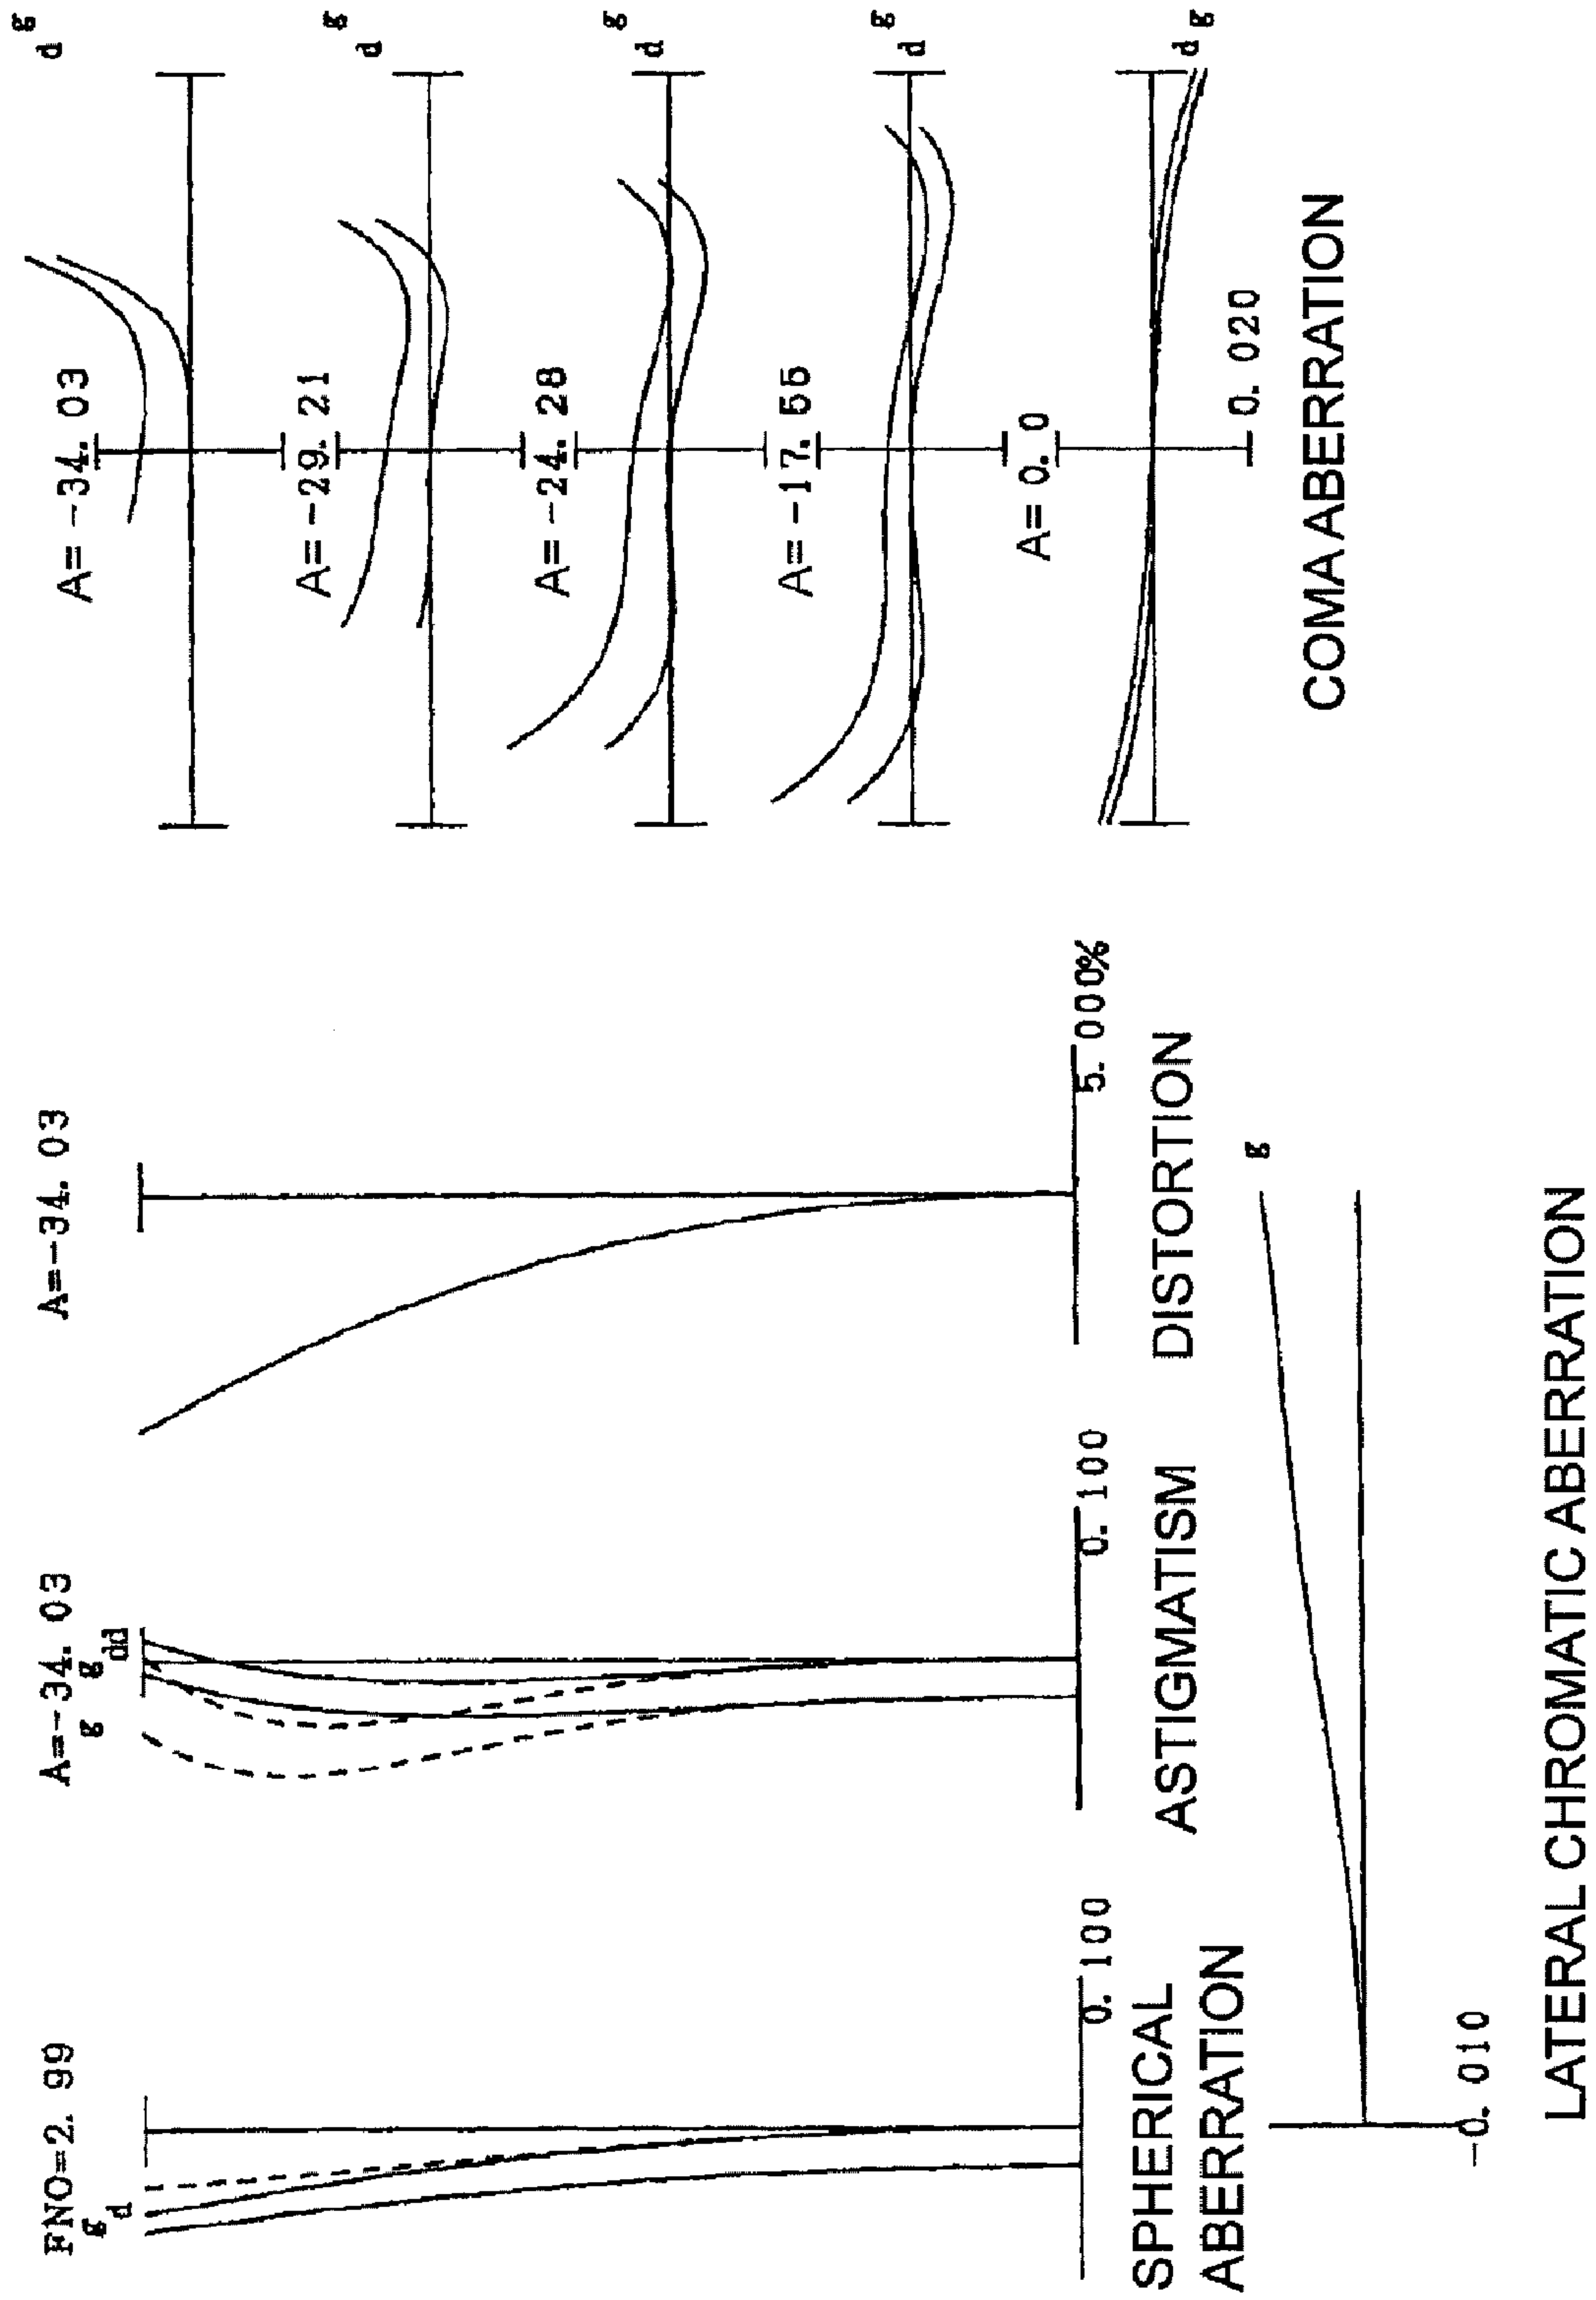 FNO=2. 99
g
d
0. 100
SPHERICAL
ABERRATION
A=-34. 03
g
g
dd
0. 100
ASTIGMATISM
A=-34. 03
5. 000%
DISTORTION
A= -34. 03
d
g
A= -29. 21
d
g
A= -24. 28
d
g
A= -17. 55
d
g
A= 0. 0
d
g
0. 020
COMA ABERRATION
g
-0. 010
LATERAL CHROMATIC ABERRATION